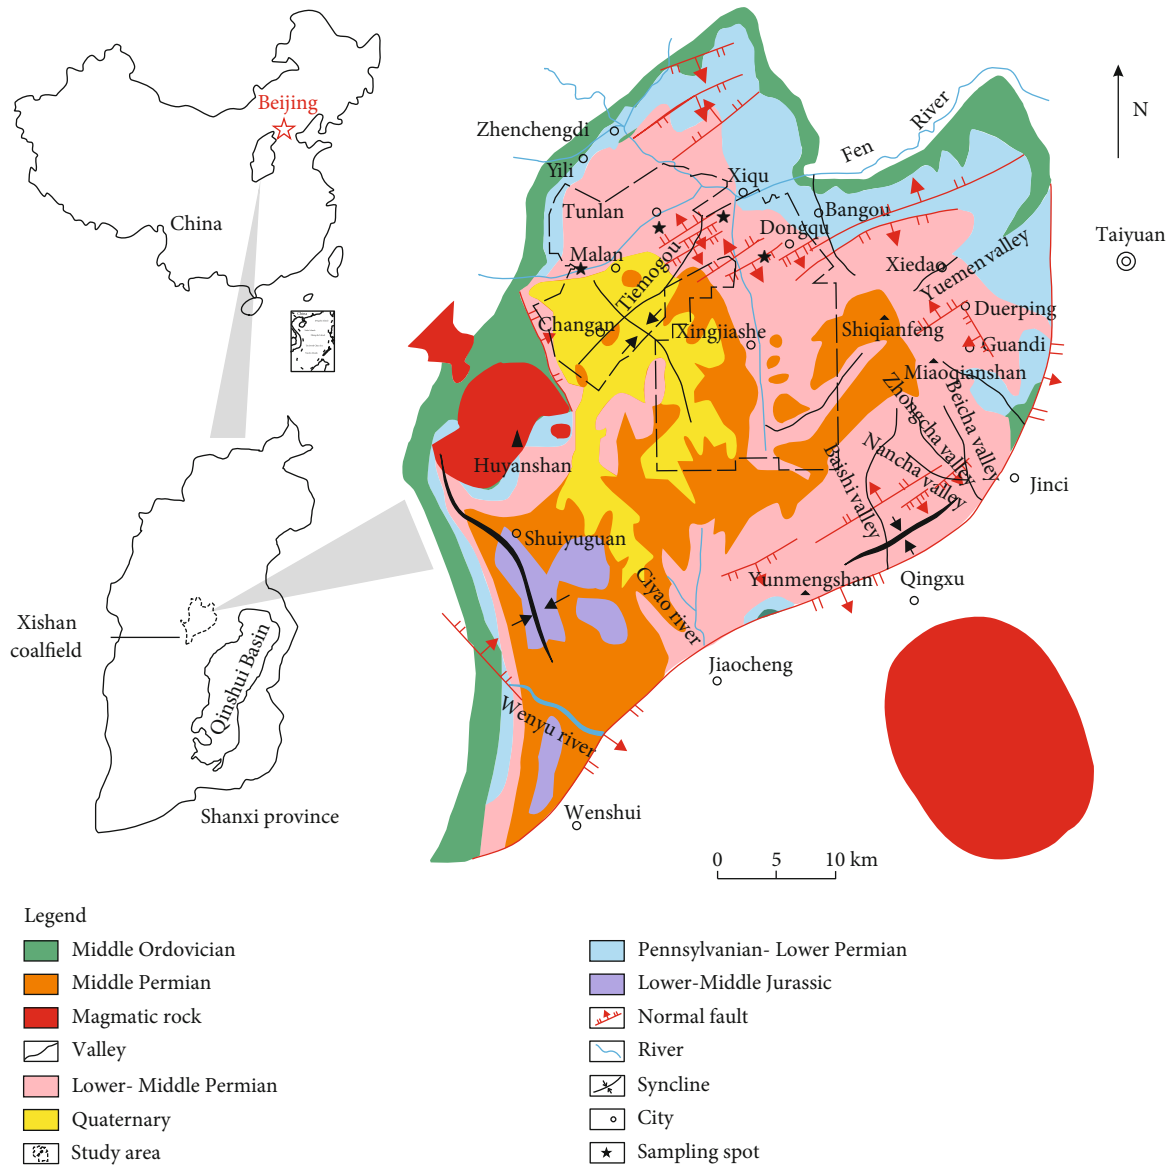 Beijing
China
China
Xishan
coalfield
Qinshui Basin
Shanxi province
N
River
Fen
Zhenchengdi
Yili
Xiqu
Tunlan
Bangou
Dongqu
Taiyuan
Malan
Tiemogou
Xiedao
Yuemen valley
Changan
Xingjiashe
Duerping
Shiqianfeng
Guandi
Miaoqianshan
Zhongcha valley
Beicha valley
Nancha valley
Baishi valley
Huyanshan
Jinci
Shuiyuguan
Ciyao river
Yunmengshan
Qingxu
Jiaocheng
Wenyu river
Wenshui
0 5 10 km
Legend
Middle Ordovician
Middle Permian
Magmatic rock
Valley
Lower- Middle Permian
Quaternary
Study area
Pennsylvanian- Lower Permian
Lower-Middle Jurassic
Normal fault
River
Syncline
City
Sampling spot